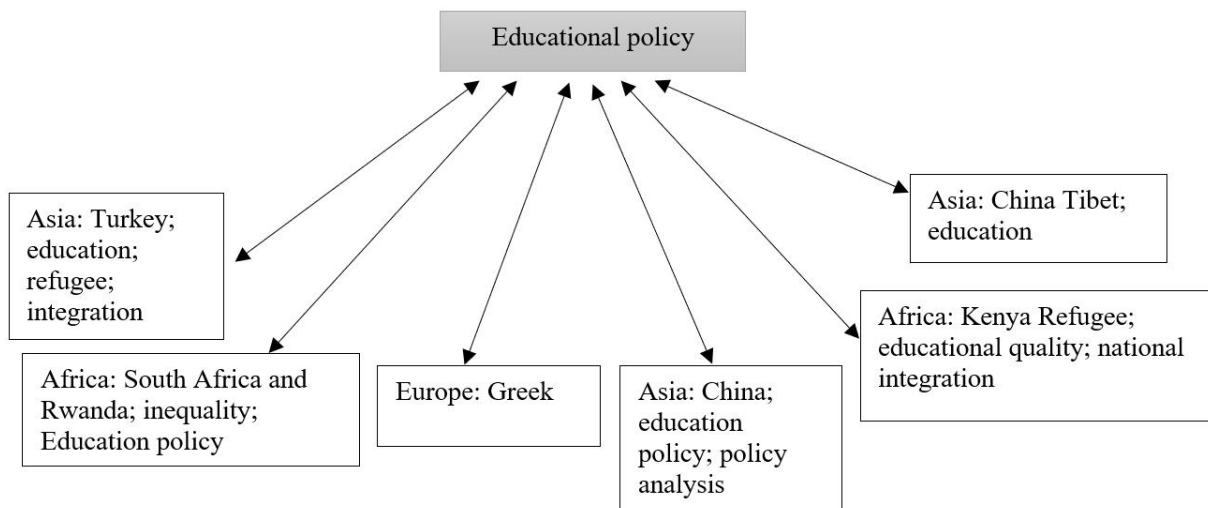 Educational policy
Asia: Turkey;
education;
refugee;
integration
Africa: South Africa and
Rwanda; inequality;
Education policy
Europe: Greek
Asia: China;
education
policy; policy
analysis
Africa: Kenya Refugee;
educational quality; national
integration
Asia: China Tibet;
education